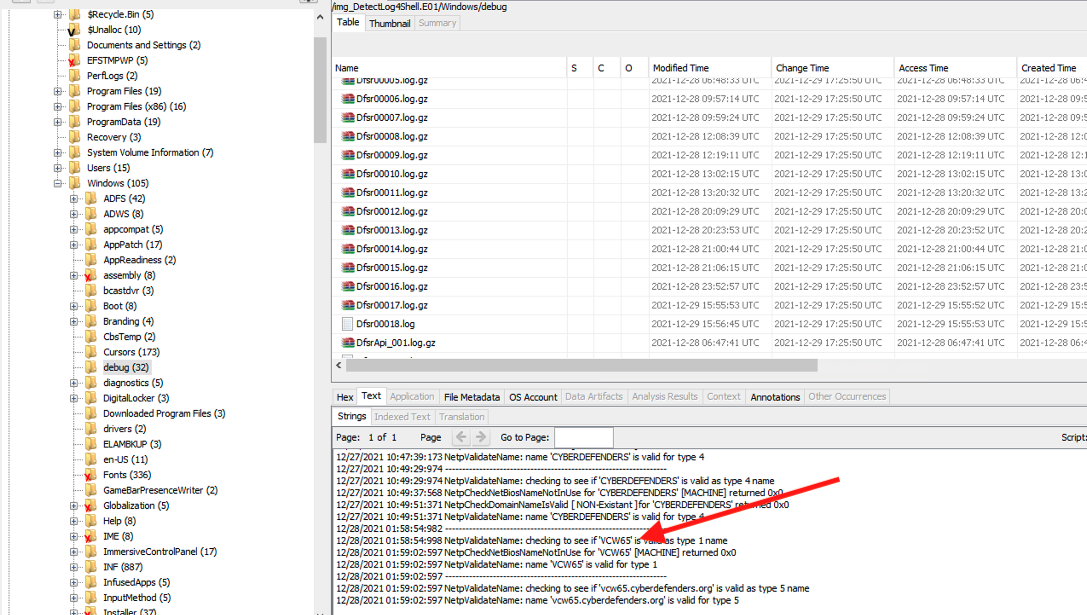 /img_DetectLog4Shell.E01/Windows/debug
Table Thumbnail Summary
$Recycle.Bin (5)
$Unalloc (10)
Documents and Settings (2)
EFSTMPWP (5)
PerfLogs (2)
Program Files (19)
Program Files (x86) (16)
ProgramData (19)
Recovery (3)
System Volume Information (7)
Users (15)
Windows (105)
ADFS (42)
ADWS (8)
appcompat (5)
AppPatch (17)
AppReadiness (2)
assembly (8)
bcastdvr (3)
Boot (8)
Branding (4)
CbsTemp (2)
Cursors (173)
debug (32)
diagnostics (5)
DigitalLocker (3)
Downloaded Program Files (3)
drivers (2)
ELAMBKUP (3)
en-US (11)
Fonts (336)
GameBarPresenceWriter (2)
Globalization (5)
Help (8)
IME (8)
ImmersiveControlPanel (17)
INF (887)
InfusedApps (5)
InputMethod (5)
Installer (37)
Name S C O Modified Time Change Time Access Time Created Time
Dfsr00005.log.gz 2021-12-28 06:48:33 UTC 2021-12-29 17:25:50 UTC 2021-12-28 06:48:33 UTC 2021-12-28 06:
Dfsr00006.log.gz 2021-12-28 09:57:14 UTC 2021-12-29 17:25:50 UTC 2021-12-28 09:57:14 UTC 2021-12-28 09:
Dfsr00007.log.gz 2021-12-28 09:59:24 UTC 2021-12-29 17:25:50 UTC 2021-12-28 09:59:24 UTC 2021-12-28 09:
Dfsr00008.log.gz 2021-12-28 12:08:39 UTC 2021-12-29 17:25:50 UTC 2021-12-28 12:08:39 UTC 2021-12-28 12:0
Dfsr00009.log.gz 2021-12-28 12:19:11 UTC 2021-12-29 17:25:50 UTC 2021-12-28 12:19:11 UTC 2021-12-28 12:
Dfsr00010.log.gz 2021-12-28 13:02:15 UTC 2021-12-29 17:25:50 UTC 2021-12-28 13:02:15 UTC 2021-12-28 13:0
Dfsr00011.log.gz 2021-12-28 13:20:32 UTC 2021-12-29 17:25:50 UTC 2021-12-28 13:20:32 UTC 2021-12-28 13:
Dfsr00012.log.gz 2021-12-28 20:09:29 UTC 2021-12-29 17:25:50 UTC 2021-12-28 20:09:29 UTC 2021-12-28 20:0
Dfsr00013.log.gz 2021-12-28 20:23:53 UTC 2021-12-29 17:25:50 UTC 2021-12-28 20:23:52 UTC 2021-12-28 20:
Dfsr00014.log.gz 2021-12-28 21:00:44 UTC 2021-12-29 17:25:50 UTC 2021-12-28 21:00:44 UTC 2021-12-28 21:0
Dfsr00015.log.gz 2021-12-28 21:06:15 UTC 2021-12-29 17:25:50 UTC 2021-12-28 21:06:15 UTC 2021-12-28 21:0
Dfsr00016.log.gz 2021-12-28 23:52:57 UTC 2021-12-29 17:25:50 UTC 2021-12-28 23:52:57 UTC 2021-12-28 23:
Dfsr00017.log.gz 2021-12-29 15:55:53 UTC 2021-12-29 17:25:50 UTC 2021-12-29 15:55:52 UTC 2021-12-29 15:
Dfsr00018.log 2021-12-29 15:56:45 UTC 2021-12-29 17:25:50 UTC 2021-12-29 15:55:53 UTC 2021-12-29 15:
DfsrApi_001.log.gz 2021-12-28 06:47:41 UTC 2021-12-29 17:25:50 UTC 2021-12-28 06:47:41 UTC 2021-12-28 06:
Hex Text Application File Metadata OS Account Data Artifacts Analysis Results Context Annotations Other Occurrences
Strings Indexed Text Translation
Page: 1 of 1 Page Go to Page: Script:
12/27/2021 10:47:39:173 NetpValidateName: name 'CYBERDEFENDERS' is valid for type 4
12/27/2021 10:49:29:974 -----------------------------------------------------------------
12/27/2021 10:49:29:974 NetpValidateName: checking to see if 'CYBERDEFENDERS' is valid as type 4 name
12/27/2021 10:49:37:568 NetpCheckNetBiosNameNotInUse for 'CYBERDEFENDERS' [MACHINE] returned 0x0
12/27/2021 10:49:51:371 NetpCheckDomainNameIsValid [ NON-Existant ]for 'CYBERDEFENDERS' returned 0x0
12/27/2021 10:49:51:371 NetpValidateName: name 'CYBERDEFENDERS' is valid for type 4
12/28/2021 01:58:54:982 -----------------------------------------------------------------
12/28/2021 01:58:54:998 NetpValidateName: checking to see if 'VCW65' is valid as type 1 name
12/28/2021 01:59:02:597 NetpCheckNetBiosNameNotInUse for 'VCW65' [MACHINE] returned 0x0
12/28/2021 01:59:02:597 NetpValidateName: name 'VCW65' is valid for type 1
12/28/2021 01:59:02:597 -----------------------------------------------------------------
12/28/2021 01:59:02:597 NetpValidateName: checking to see if 'vcw65.cyberdefenders.org' is valid as type 5 name
12/28/2021 01:59:02:597 NetpValidateName: name 'vcw65.cyberdefenders.org' is valid for type 5